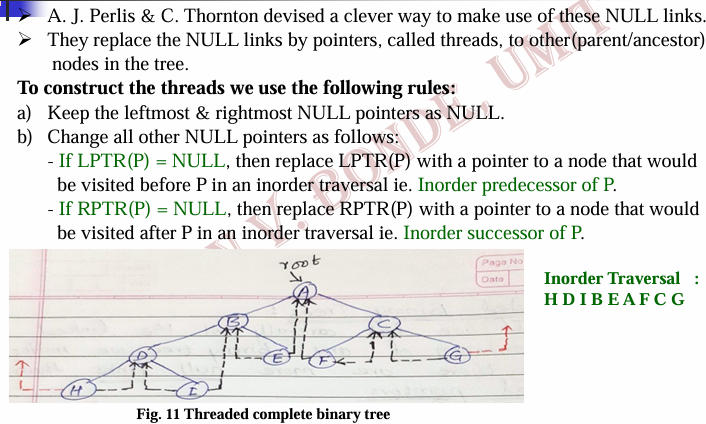 ➢ A. J. Perlis & C. Thornton devised a clever way to make use of these NULL links.
➢ They replace the NULL links by pointers, called threads, to other(parent/ancestor)
nodes in the tree.
To construct the threads we use the following rules:
a) Keep the leftmost & rightmost NULL pointers as NULL.
b) Change all other NULL pointers as follows:
- If LPTR(P) = NULL, then replace LPTR(P) with a pointer to a node that would
be visited before P in an inorder traversal ie. Inorder predecessor of P.
- If RPTR(P) = NULL, then replace RPTR(P) with a pointer to a node that would
be visited after P in an inorder traversal ie. Inorder successor of P.
root
Page No
Date
A
B
C
D
E
F
G
H
I
Inorder Traversal :
H D I B E A F C G
Fig. 11 Threaded complete binary tree
V. BONDE, UMIT